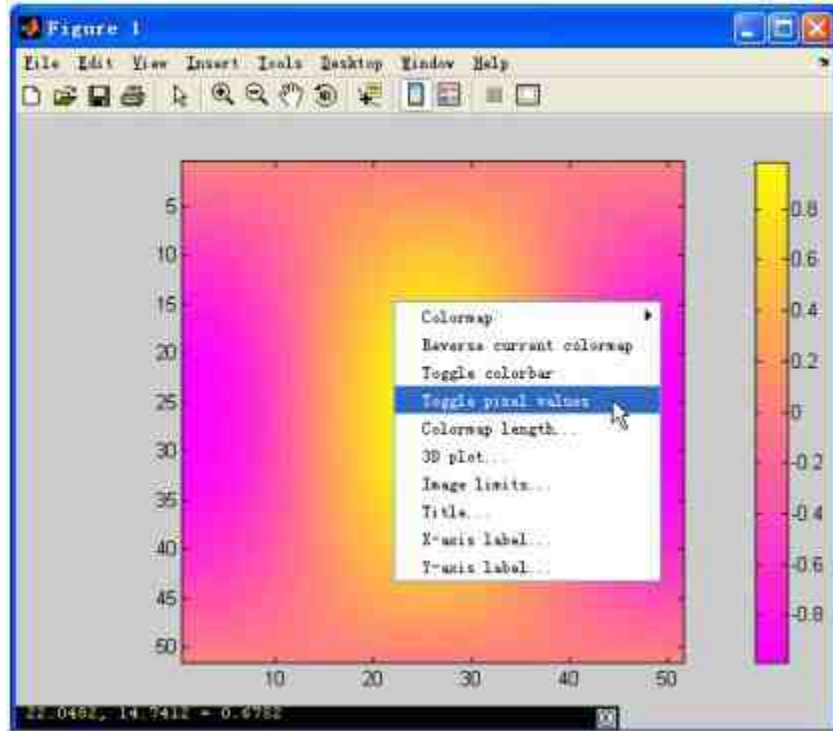 Figure 1
File Edit View Insert Tools Desktop Window Help
5
10
15
20
25
30
35
40
45
50
10 20 30 40 50
0.8
0.6
0.4
0.2
0
-0.2
-0.4
-0.6
-0.8
Colormap
Reverse current colormap
Toggle colorbar
Toggle pixel values
Colormap length...
3D plot...
Image limits...
Title...
X-axis label...
Y-axis label...
22.0482, 14.7412 = 0.6782